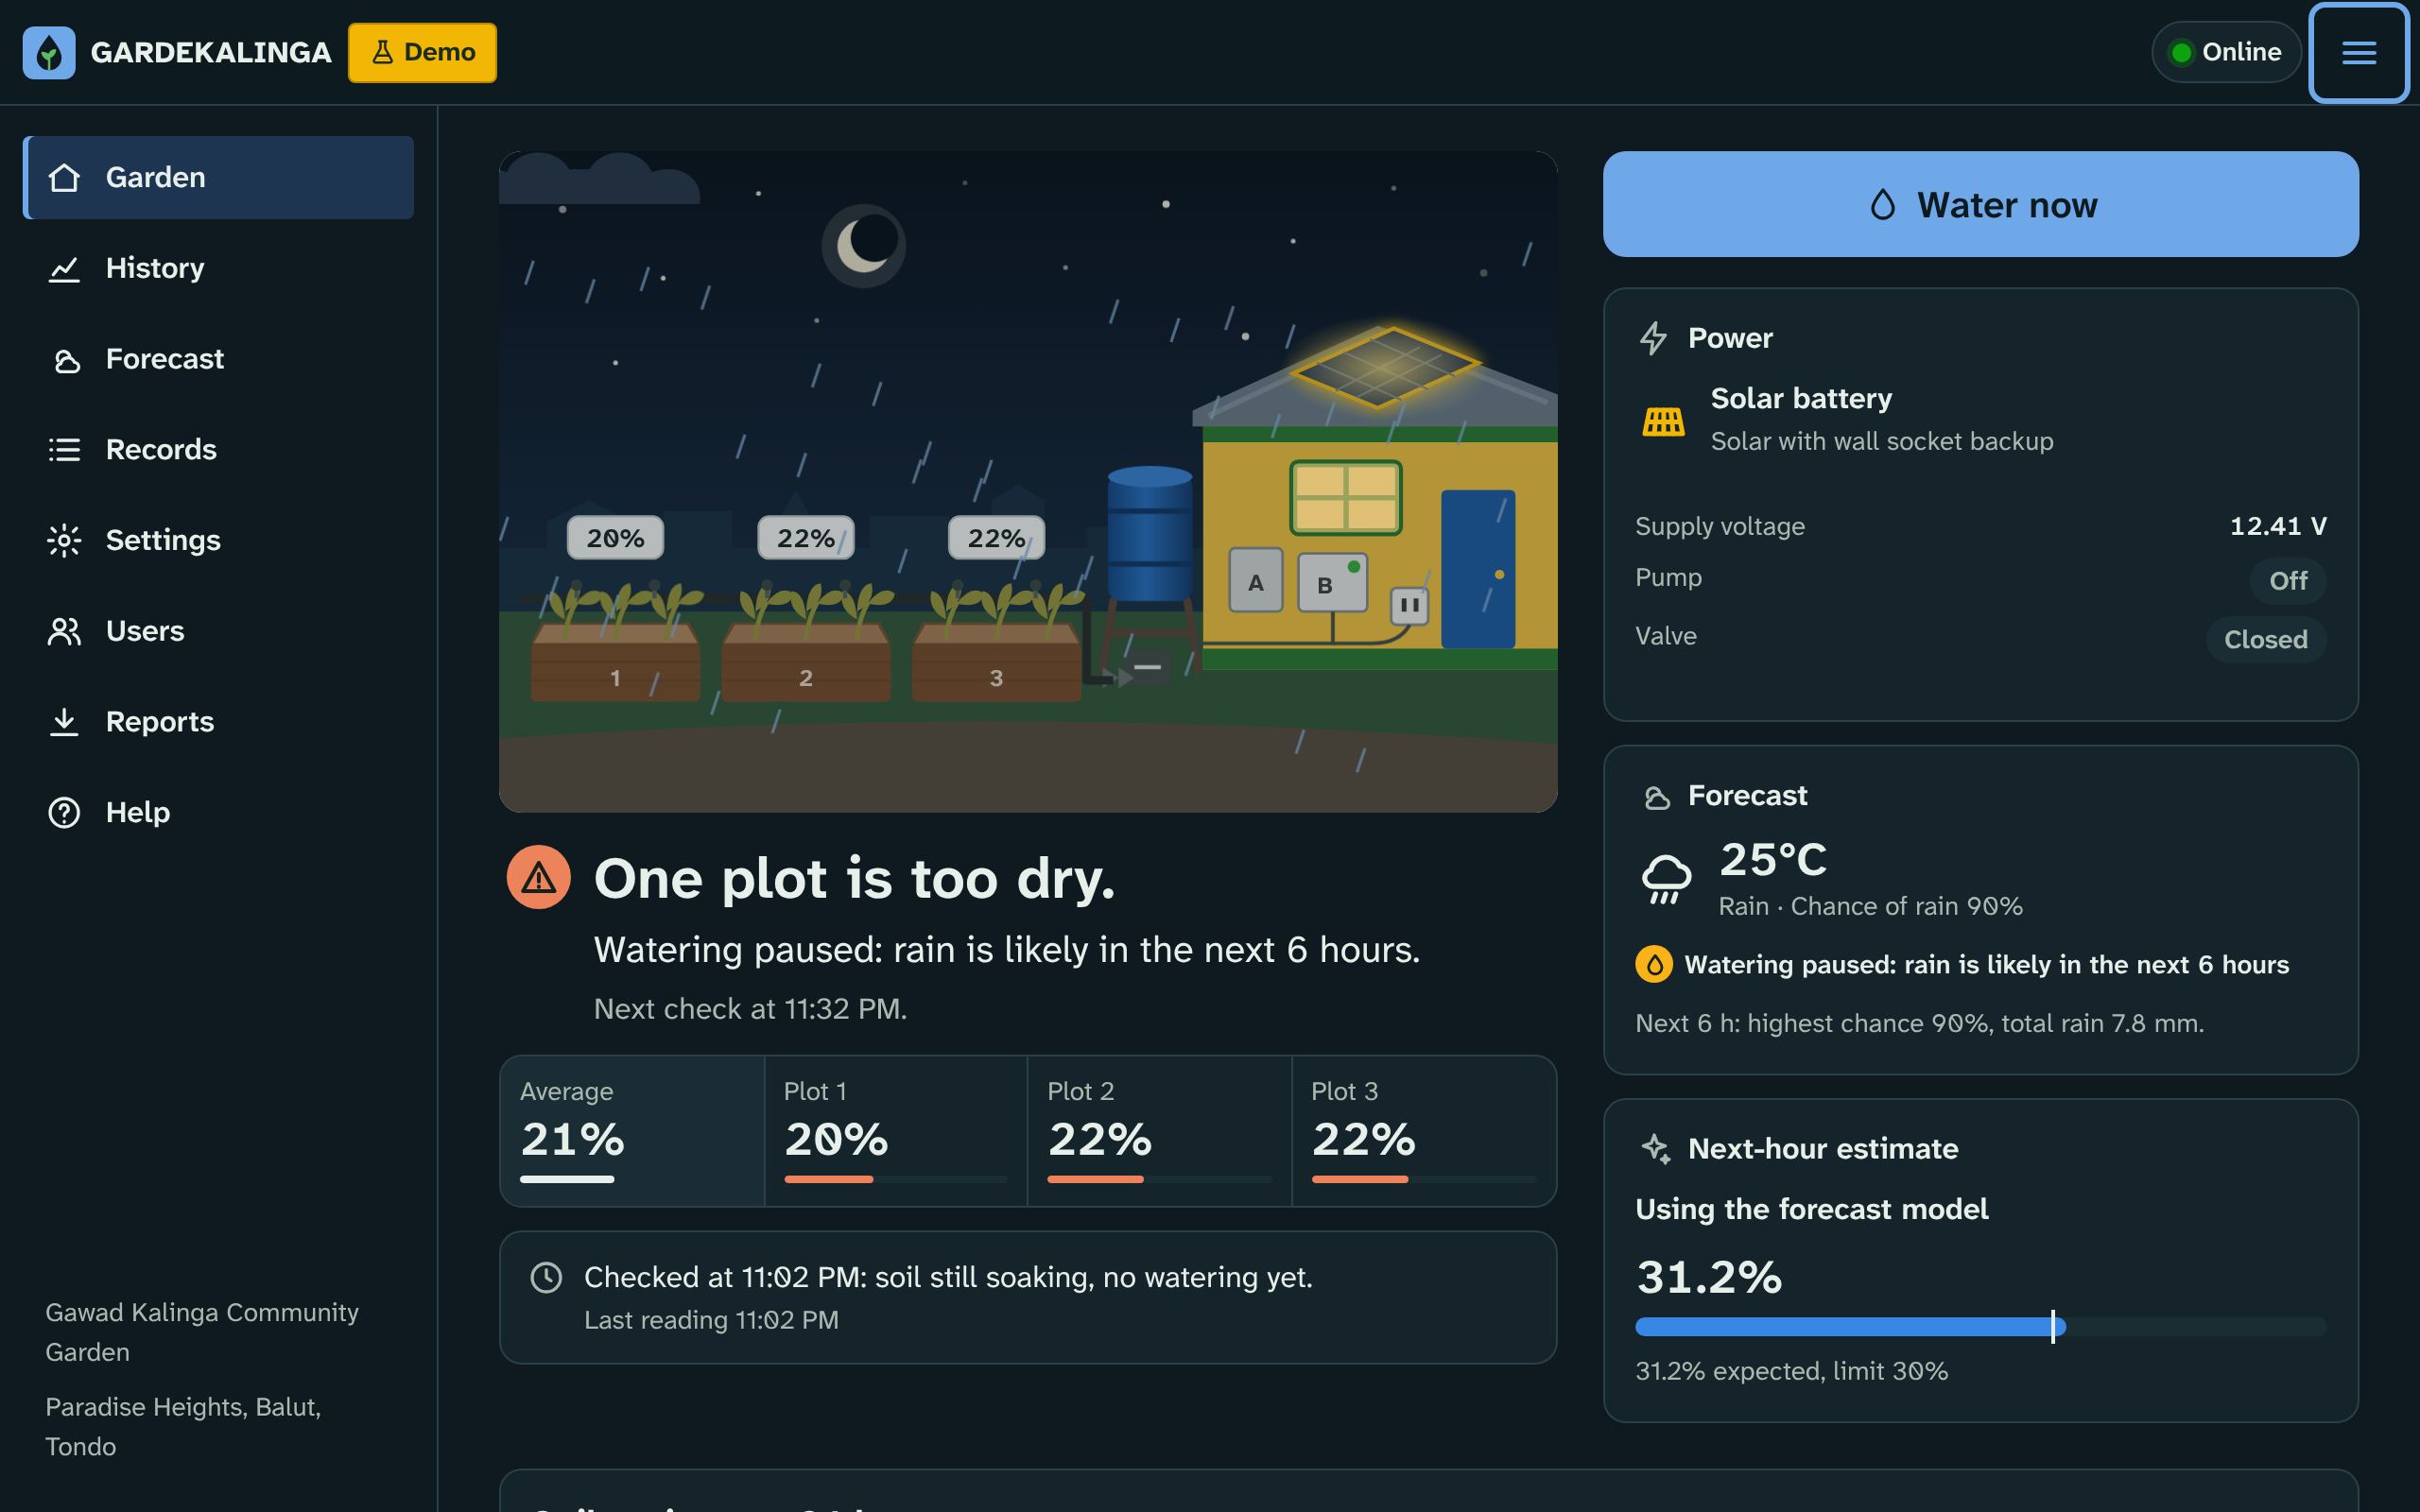 GARDEKALINGA
Demo
Online
Garden
History
Forecast
Records
Settings
Users
Reports
Help
Gawad Kalinga Community
Garden
Paradise Heights, Balut,
Tondo
20%
22%
22%
A
B
1
2
3
One plot is too dry.
Watering paused: rain is likely in the next 6 hours.
Next check at 11:32 PM.
Average
21%
Plot 1
20%
Plot 2
22%
Plot 3
22%
Checked at 11:02 PM: soil still soaking, no watering yet.
Last reading 11:02 PM
Water now
Power
Solar battery
Solar with wall socket backup
Supply voltage 12.41 V
Pump Off
Valve Closed
Forecast
25°C
Rain · Chance of rain 90%
Watering paused: rain is likely in the next 6 hours
Next 6 h: highest chance 90%, total rain 7.8 mm.
Next-hour estimate
Using the forecast model
31.2%
31.2% expected, limit 30%